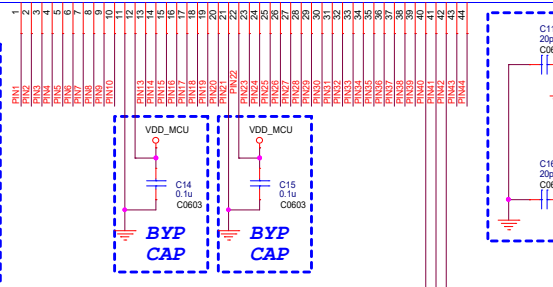 1 2 3 4 5 6 7 8 9 10 11 12 13 14 15 16 17 18 19 20 21 22 23 24 25 26 27 28 29 30 31 32 33 34 35 36 37 38 39 40 41 42 43 44
PIN1 PIN2 PIN3 PIN4 PIN5 PIN6 PIN7 PIN8 PIN9 PIN10 PIN13 PIN14 PIN15 PIN16 PIN17 PIN18 PIN19 PIN20 PIN21 PIN22 PIN23 PIN24 PIN25 PIN26 PIN27 PIN28 PIN29 PIN30 PIN31 PIN32 PIN33 PIN34 PIN35 PIN36 PIN37 PIN38 PIN39 PIN40 PIN41 PIN42 PIN43 PIN44
VDD_MCU
C14
0.1u
C0603
BYP
CAP
VDD_MCU
C15
0.1u
C0603
BYP
CAP
C11
20p
C06
C16
20p
C06